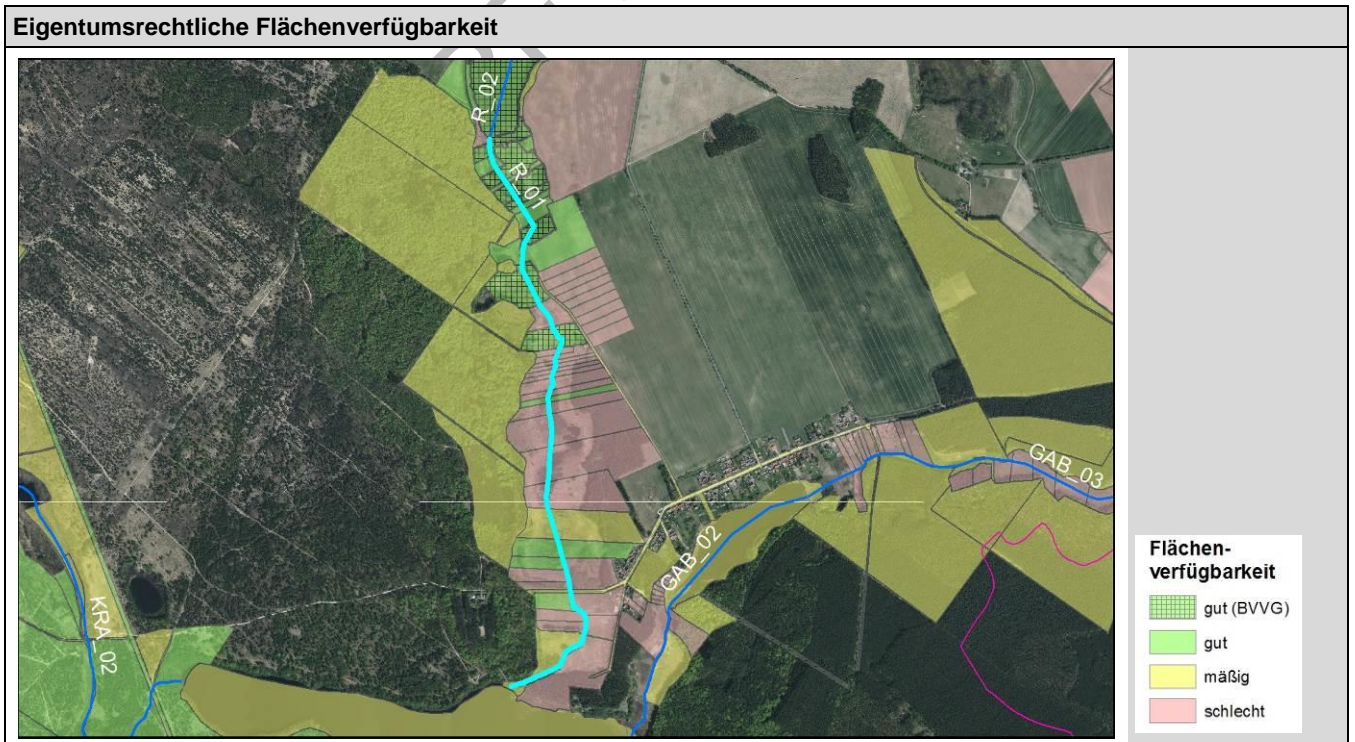 Eigentumsrechtliche Flächenverfügbarkeit
R_02
R_01
GAB_03
GAB_02
KRA_02
Flächen-
verfügbarkeit
gut (BVVG)
gut
mäßig
schlecht